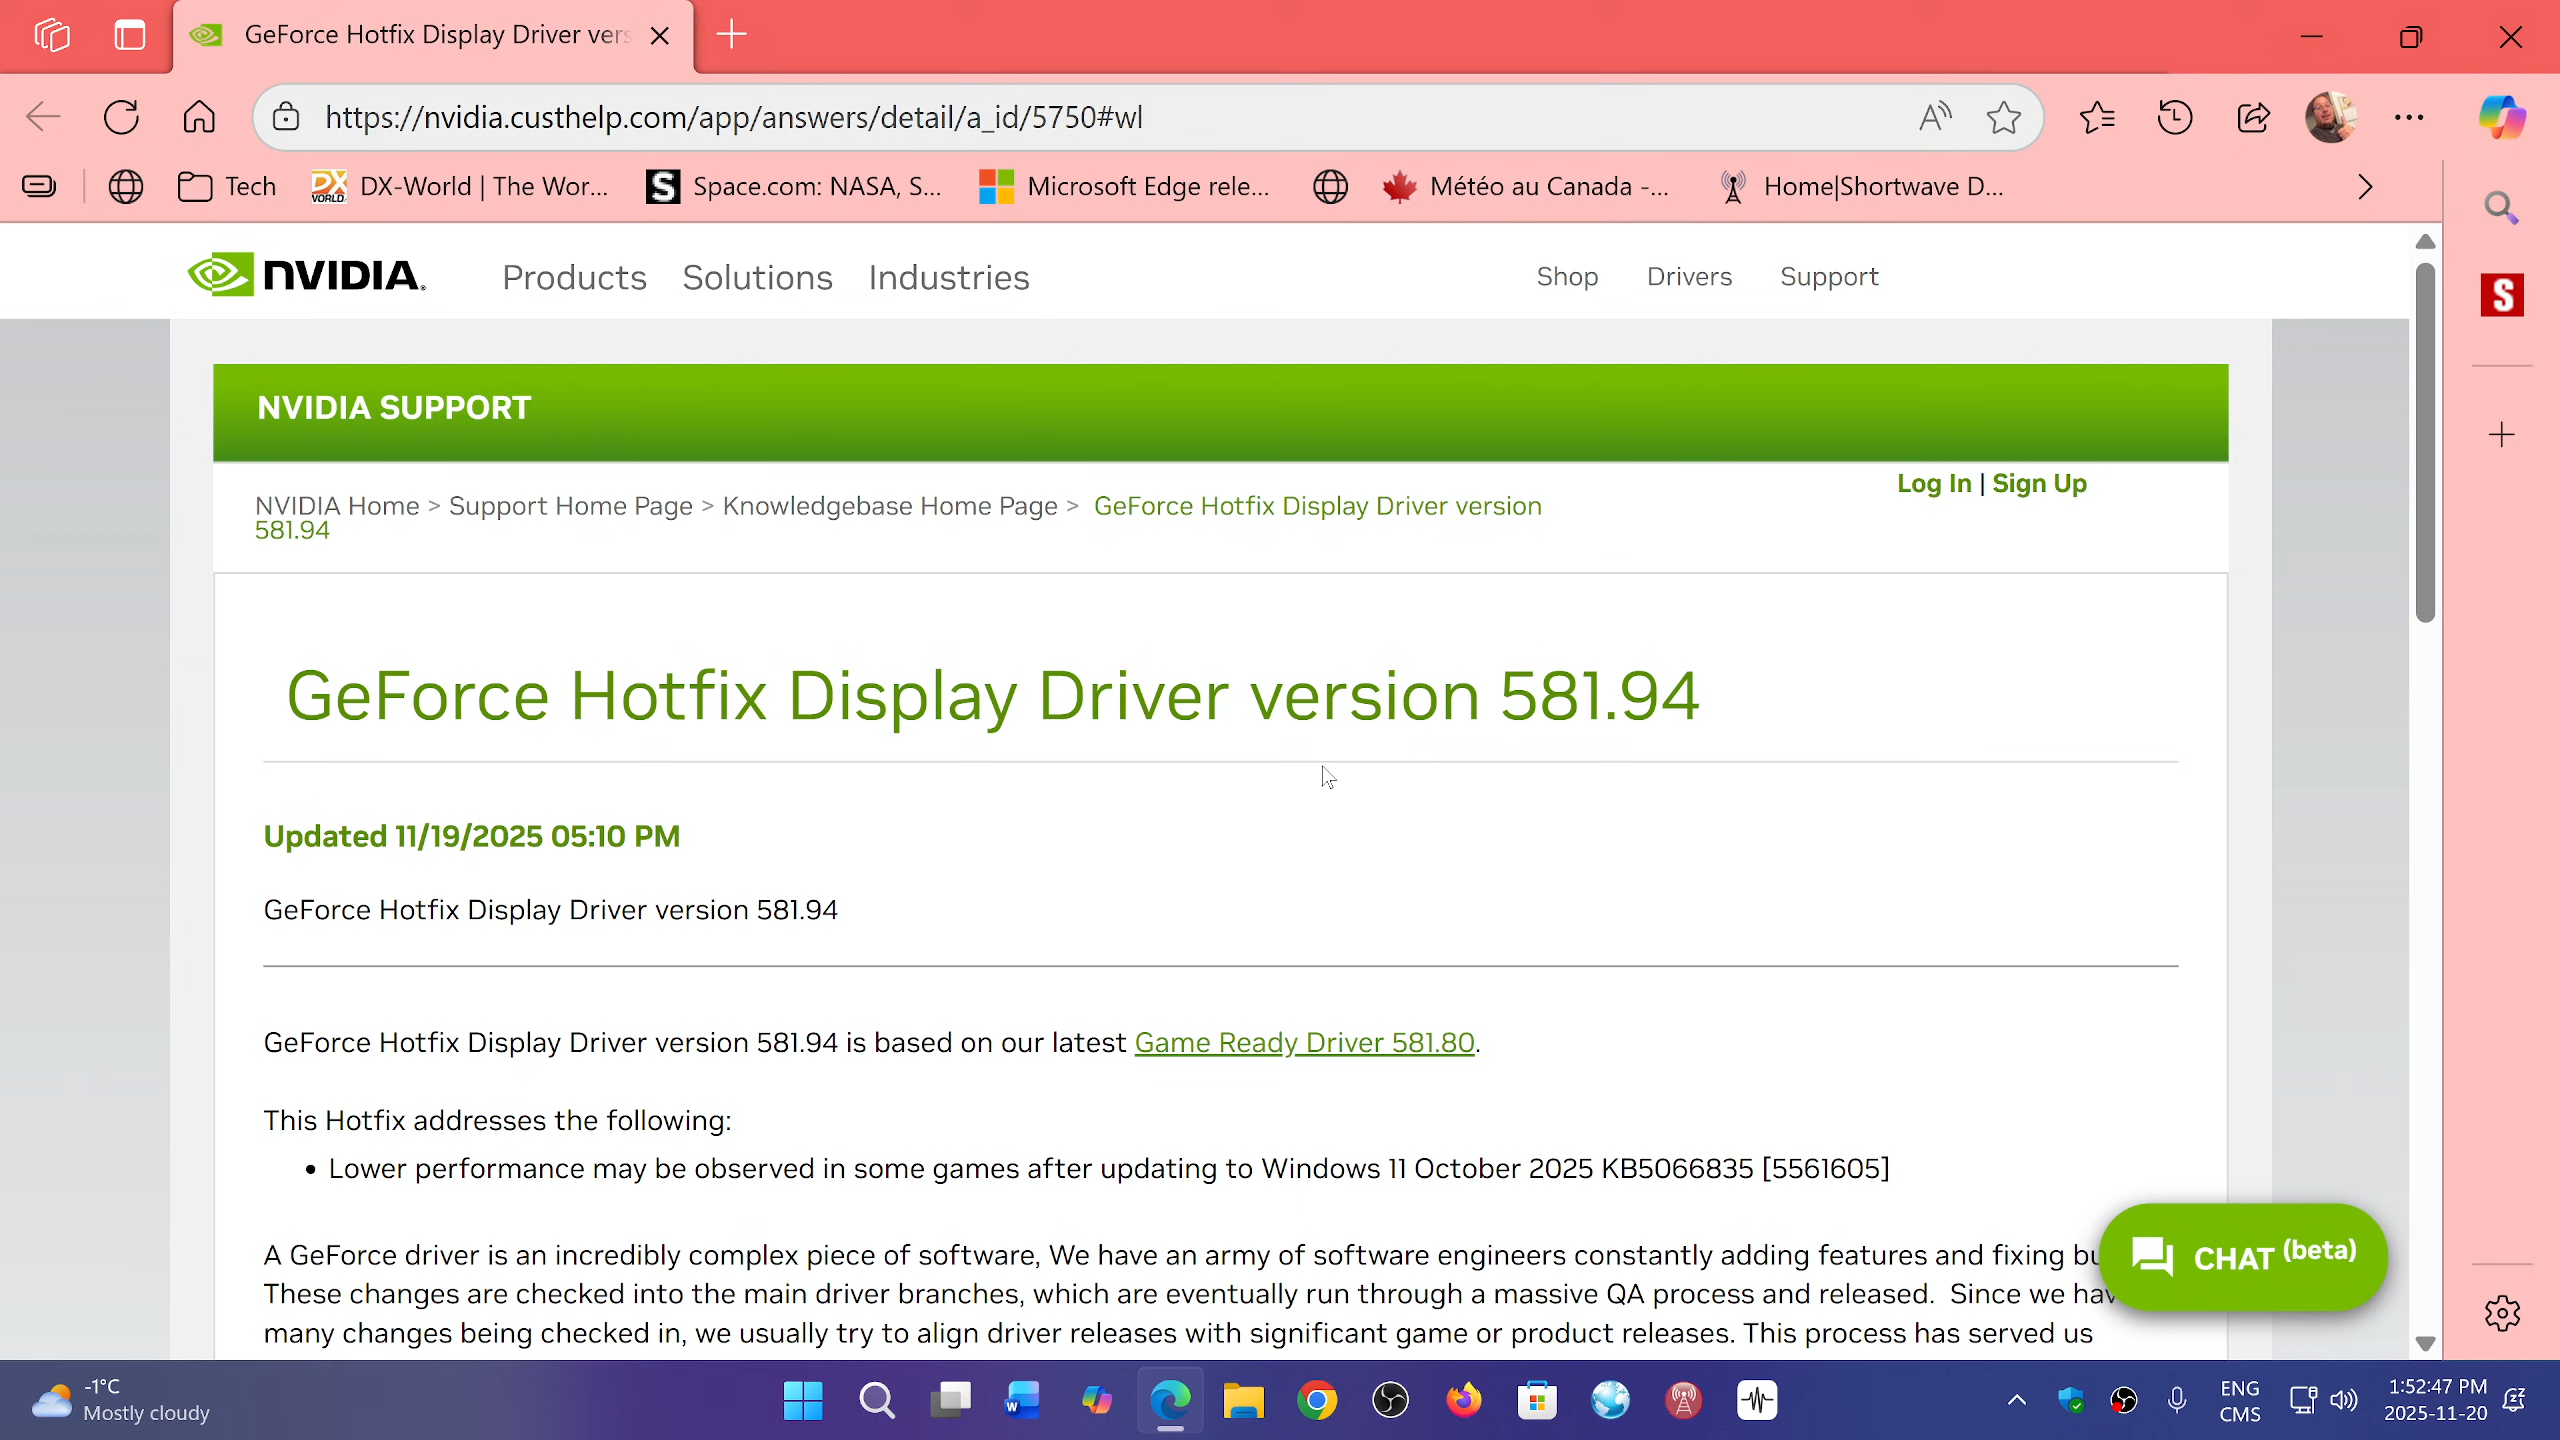 GeForce Hotfix Display Driver vers
https://nvidia.custhelp.com/app/answers/detail/a_id/5750#wl
Tech
DX-World | The Wor...
Space.com: NASA, S...
Microsoft Edge rele...
Météo au Canada -...
Home|Shortwave D...
NVIDIA.
Products
Solutions
Industries
Shop
Drivers
Support
NVIDIA SUPPORT
Log In | Sign Up
NVIDIA Home > Support Home Page > Knowledgebase Home Page > GeForce Hotfix Display Driver version
581.94
GeForce Hotfix Display Driver version 581.94
Updated 11/19/2025 05:10 PM
GeForce Hotfix Display Driver version 581.94
GeForce Hotfix Display Driver version 581.94 is based on our latest Game Ready Driver 581.80.
This Hotfix addresses the following:
• Lower performance may be observed in some games after updating to Windows 11 October 2025 KB5066835 [5561605]
A GeForce driver is an incredibly complex piece of software, We have an army of software engineers constantly adding features and fixing bu
These changes are checked into the main driver branches, which are eventually run through a massive QA process and released. Since we hav
many changes being checked in, we usually try to align driver releases with significant game or product releases. This process has served us
CHAT (beta)
-1°C
Mostly cloudy
ENG
CMS
1:52:47 PM
2025-11-20